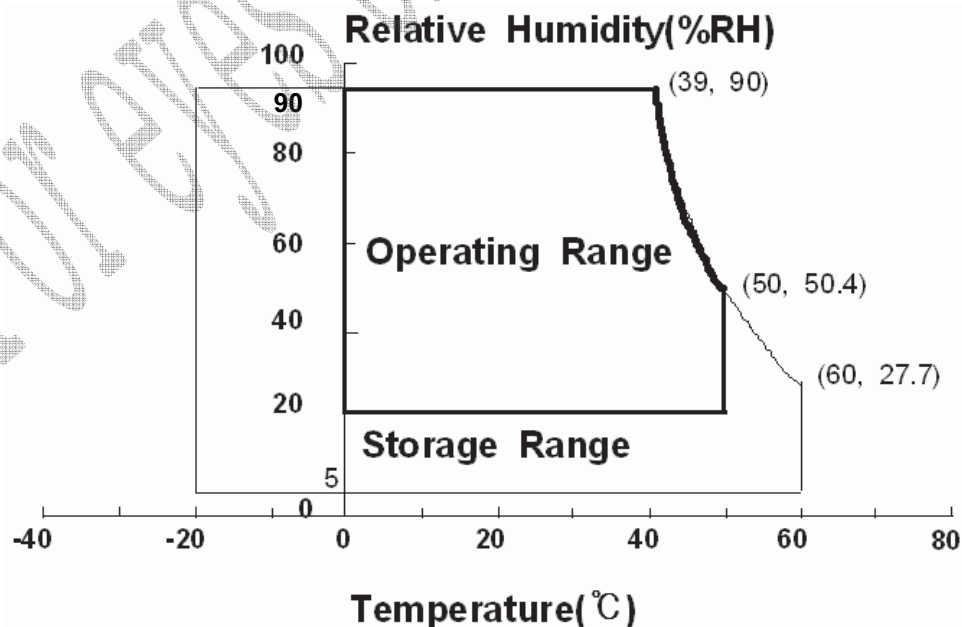 Relative Humidity(%RH)
100
(39, 90)
90
80
60
Operating Range
(50, 50.4)
40
(60, 27.7)
20
Storage Range
5
0
-40 -20 0 20 40 60 80
Temperature(℃)